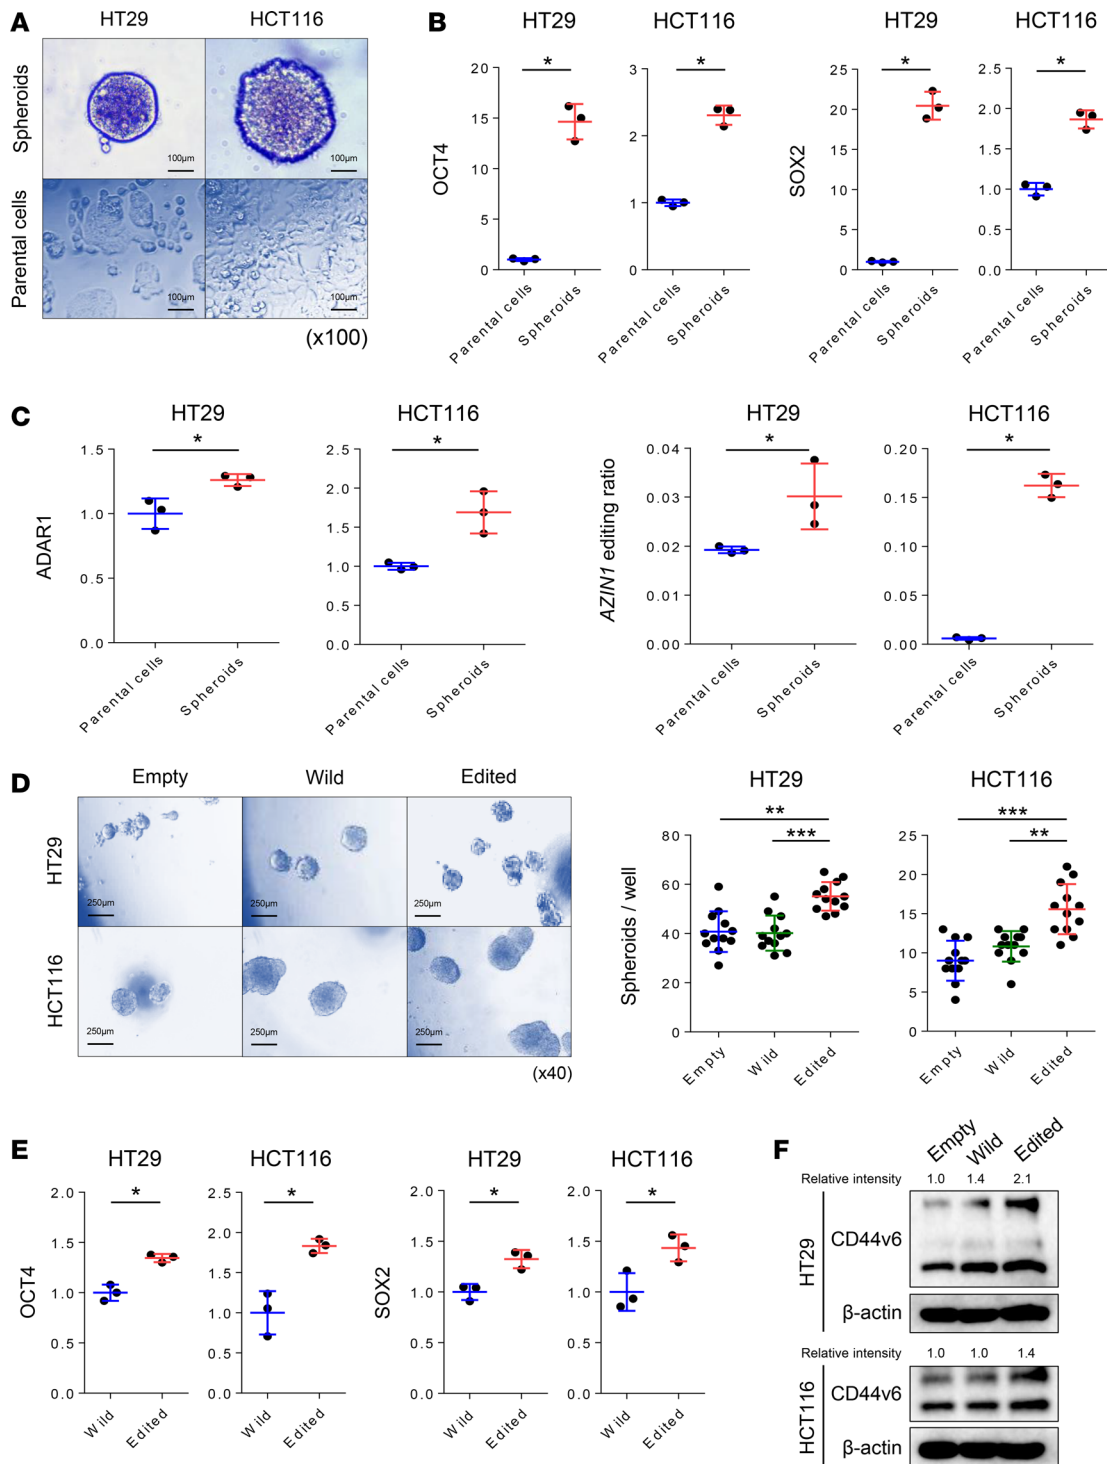 A
HT29 HCT116
Spheroids
100μm 100μm
Parental cells
100μm 100μm
(x100)
B
HT29 HCT116 HT29 HCT116
* * * *
OCT4
20
15
10
5
0
3
2
1
0
SOX2
25
20
15
10
5
0
2.5
2.0
1.5
1.0
0.5
0.0
Parental cells Spheroids Parental cells Spheroids Parental cells Spheroids Parental cells Spheroids
C
HT29 HCT116 HT29 HCT116
* * * *
ADAR1
1.5
1.0
0.5
0.0
2.5
2.0
1.5
1.0
0.5
0.0
AZIN1 editing ratio
0.04
0.03
0.02
0.01
0.00
0.20
0.15
0.10
0.05
0.00
Parental cells Spheroids Parental cells Spheroids Parental cells Spheroids Parental cells Spheroids
D
Empty Wild Edited
HT29
250μm 250μm 250μm
HCT116
250μm 250μm 250μm
(x40)
HT29 HCT116
** ***
*** **
Spheroids / well
80
60
40
20
0
25
20
15
10
5
0
Empty Wild Edited Empty Wild Edited
E
HT29 HCT116 HT29 HCT116
* * * *
OCT4
2.0
1.5
1.0
0.5
0.0
2.5
2.0
1.5
1.0
0.5
0.0
SOX2
2.0
1.5
1.0
0.5
0.0
2.0
1.5
1.0
0.5
0.0
Wild Edited Wild Edited Wild Edited Wild Edited
F
Empty Wild Edited
Relative intensity 1.0 1.4 2.1
HT29
CD44v6
β-actin
Relative intensity 1.0 1.0 1.4
HCT116
CD44v6
β-actin